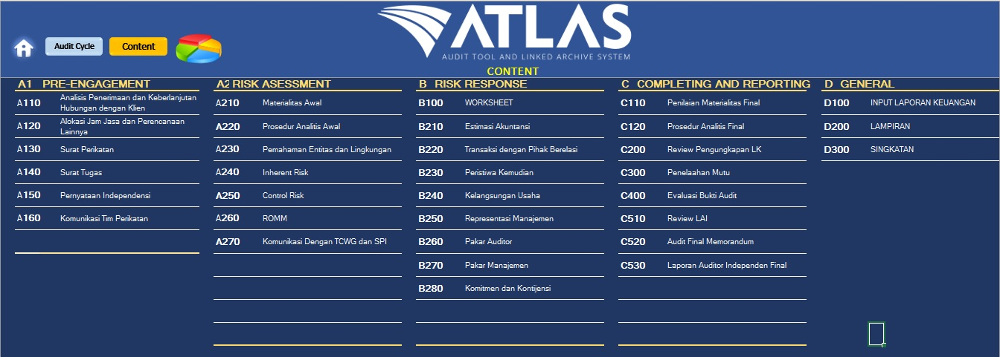 ATLAS
AUDIT TOOL AND LINKED ARCHIVE SYSTEM
Audit Cycle
Content
CONTENT
A1 PRE-ENGAGEMENT
A110 Analisis Penerimaan dan Keberlanjutan
Hubungan dengan Klien
A120 Alokasi Jam Jasa dan Perencanaan
Lainnya
A130 Surat Perikatan
A140 Surat Tugas
A150 Pernyataan Independensi
A160 Komunikasi Tim Perikatan
A2 RISK ASESSMENT
A210 Materialitas Awal
A220 Prosedur Analitis Awal
A230 Pemahaman Entitas dan Lingkungan
A240 Inherent Risk
A250 Control Risk
A260 ROMM
A270 Komunikasi Dengan TCWG dan SPI
B RISK RESPONSE
B100 WORKSHEET
B210 Estimasi Akuntansi
B220 Transaksi dengan Pihak Berelasi
B230 Peristiwa Kemudian
B240 Kelangsungan Usaha
B250 Representasi Manajemen
B260 Pakar Auditor
B270 Pakar Manajemen
B280 Komitmen dan Kontijensi
C COMPLETING AND REPORTING
C110 Penilaian Materialitas Final
C120 Prosedur Analitis Final
C200 Review Pengungkapan LK
C300 Penelaahan Mutu
C400 Evaluasi Bukti Audit
C510 Review LAI
C520 Audit Final Memorandum
C530 Laporan Auditor Independen Final
D GENERAL
D100 INPUT LAPORAN KEUANGAN
D200 LAMPIRAN
D300 SINGKATAN